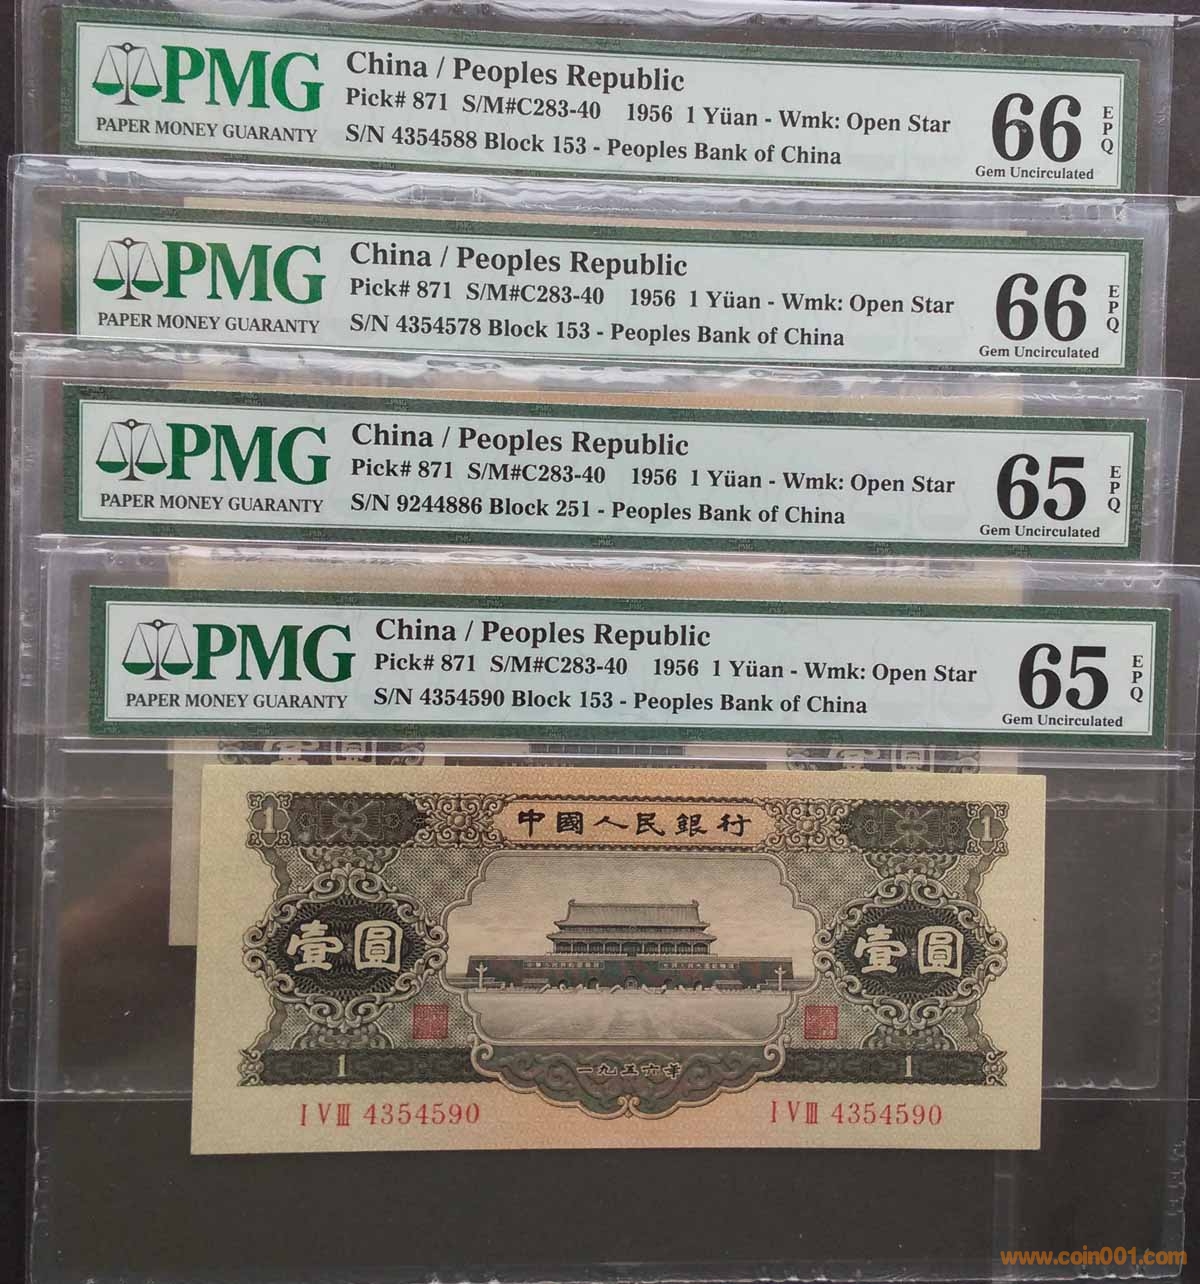 PMG
PAPER MONEY GUARANTY
China / Peoples Republic
Pick# 871 S/M#C283-40 1956 1 Yüan - Wmk: Open Star
S/N 4354588 Block 153 - Peoples Bank of China
66
EPQ
Gem Uncirculated
PMG
PAPER MONEY GUARANTY
China / Peoples Republic
Pick# 871 S/M#C283-40 1956 1 Yüan - Wmk: Open Star
S/N 4354578 Block 153 - Peoples Bank of China
66
EPQ
Gem Uncirculated
PMG
PAPER MONEY GUARANTY
China / Peoples Republic
Pick# 871 S/M#C283-40 1956 1 Yüan - Wmk: Open Star
S/N 9244886 Block 251 - Peoples Bank of China
65
EPQ
Gem Uncirculated
PMG
PAPER MONEY GUARANTY
China / Peoples Republic
Pick# 871 S/M#C283-40 1956 1 Yüan - Wmk: Open Star
S/N 4354590 Block 153 - Peoples Bank of China
65
EPQ
Gem Uncirculated
壹圓 壹圓
1 中國人民銀行 1
壹圓 壹圓
1 一九五六年 1
I V III 4354590 I V III 4354590
www.coin001.com